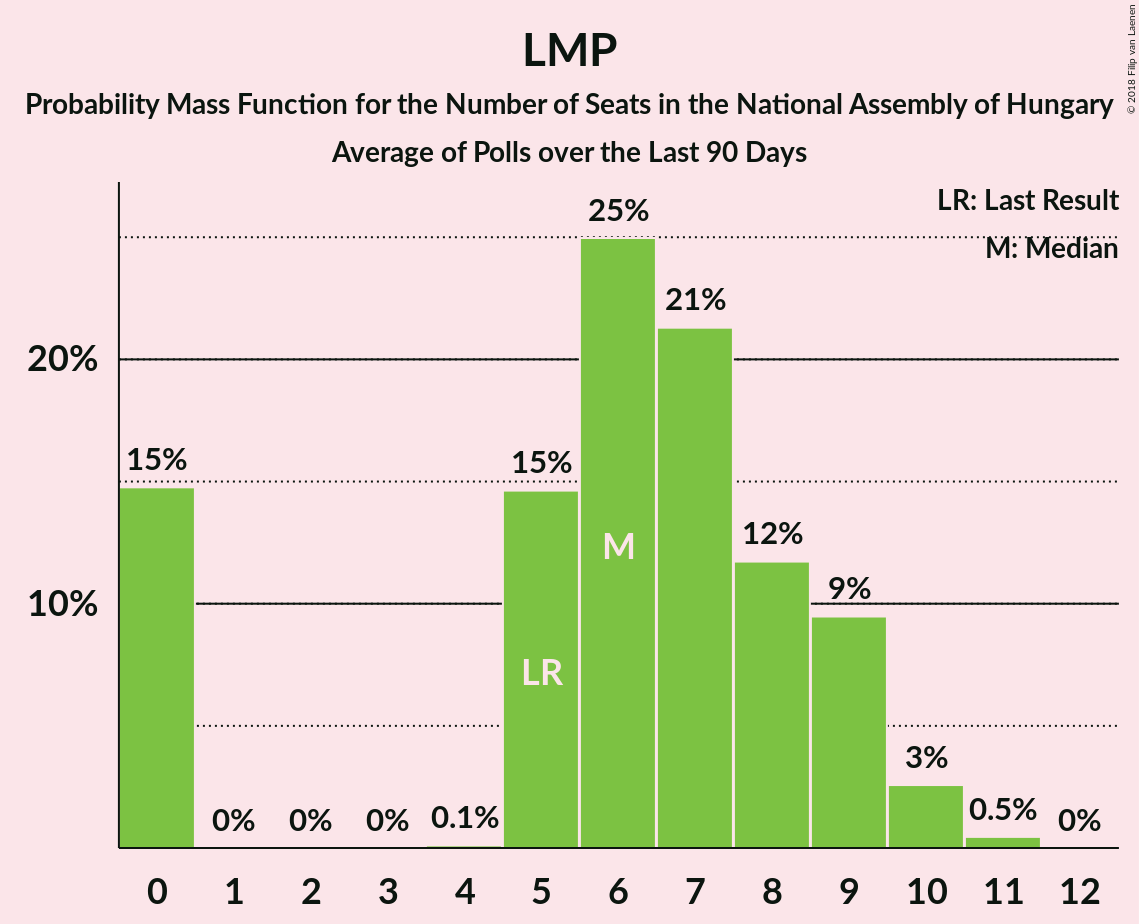 LMP
Probability Mass Function for the Number of Seats in the National Assembly of Hungary
Average of Polls over the Last 90 Days
© 2018 Filip van Laenen
LR: Last Result
M: Median
25%
21%
20%
15%
15%
12%
M
10%
9%
LR
3%
0%
0%
0%
0.1%
0.5%
0%
0 1 2 3 4 5 6 7 8 9 10 11 12